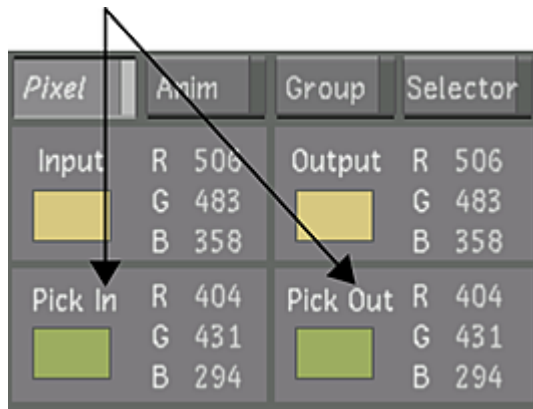 Pixel Anim Group Selector
Input R 506 Output R 506
G 483 G 483
B 358 B 358
Pick In R 404 Pick Out R 404
G 431 G 431
B 294 B 294